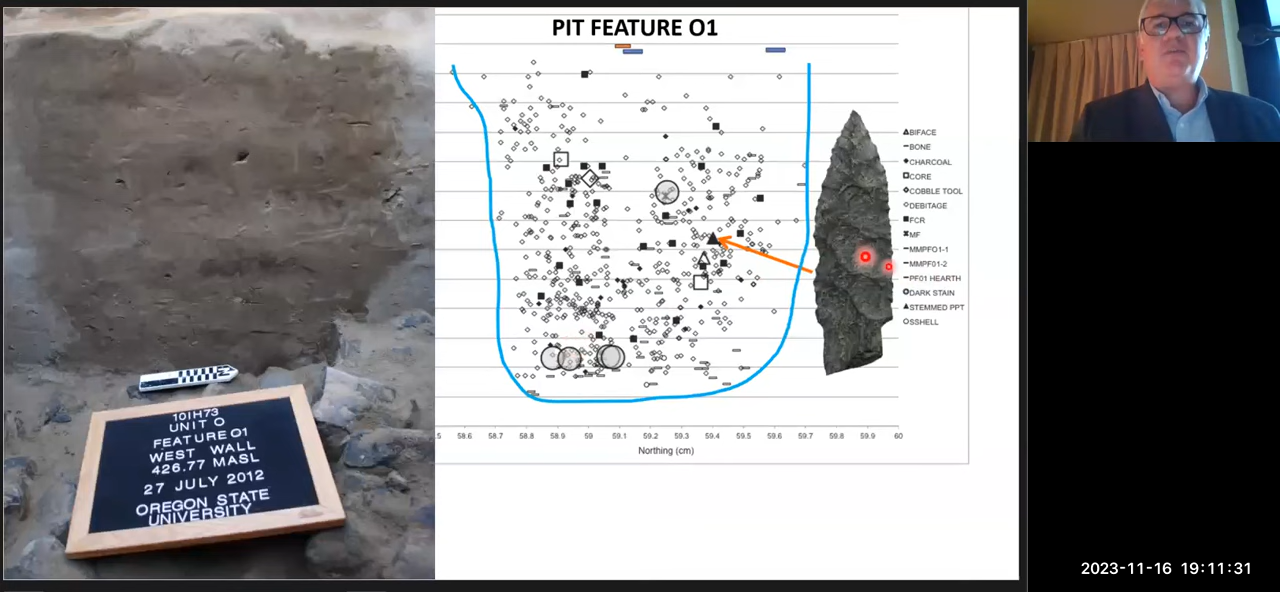 PIT FEATURE O1
BIFACE
BONE
CHARCOAL
CORE
COBBLE TOOL
DEBITAGE
FCR
MF
MMPFO1-1
MMPF01-2
PF01 HEARTH
DARK STAIN
STEMMED PPT
SSHELL
.5 58.6 58.7 58.8 58.9 59 59.1 59.2 59.3 59.4 59.5 59.6 59.7 59.8 59.9 60
Northing (cm)
10IH73
UNIT O
FEATURE O1
WEST WALL
426.77 MASL
27 JULY 2012
OREGON STATE
UNIVERSITY
2023-11-16 19:11:31